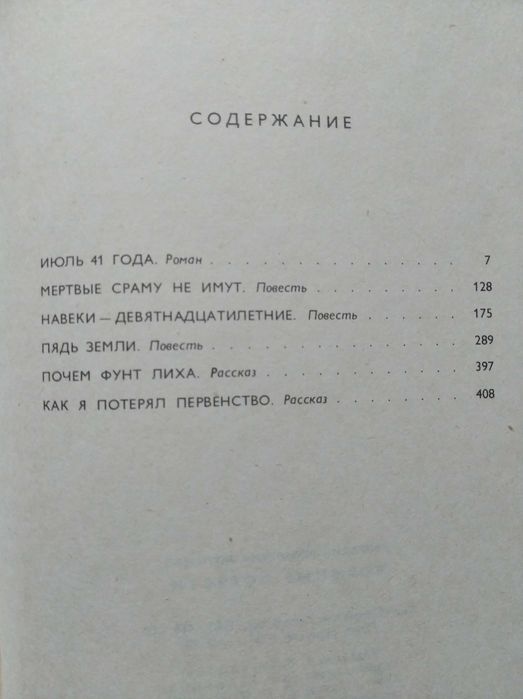 СОДЕРЖАНИЕ
ИЮЛЬ 41 ГОДА. Роман . . . . . . . . . . . . . . . 7
МЕРТВЫЕ СРАМУ НЕ ИМУТ. Повесть . . . . . . . . 128
НАВЕКИ — ДЕВЯТНАДЦАТИЛЕТНИЕ. Повесть . . . . . 175
ПЯДЬ ЗЕМЛИ. Повесть . . . . . . . . . . . . . . 289
ПОЧЕМ ФУНТ ЛИХА. Рассказ . . . . . . . . . . . 397
КАК Я ПОТЕРЯЛ ПЕРВЕНСТВО. Рассказ . . . . . . . 408